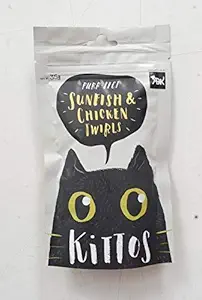 PURR-FECT
SUNFISH &
CHICKEN
TWIRLS
KiTTOS